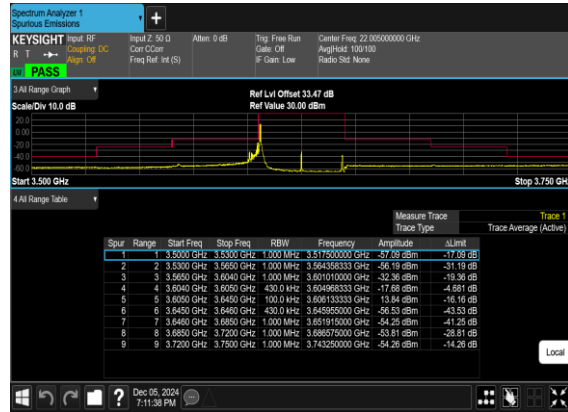 Spectrum Analyzer 1
Spurious Emissions
KEYSIGHT Input: RF Input Z: 50 Ω Atten: 0 dB Trig: Free Run Center Freq: 22.005000000 GHz
R T Coupling: DC Corr CCorr Gate: Off Avg|Hold: 100/100
Align: Off Freq Ref: Int (S) IF Gain: Low Radio Std: None
LW PASS
3 All Range Graph Ref Lvl Offset 33.47 dB
Scale/Div 10.0 dB Ref Value 30.00 dBm
20.0
0.00
-20.0
-40.0
-60.0
Start 3.500 GHz Stop 3.750 GHz
4 All Range Table
Measure Trace Trace 1
Trace Type Trace Average (Active)
Spur Range Start Freq Stop Freq RBW Frequency Amplitude ΔLimit
1 1 3.5000 GHz 3.5300 GHz 1.000 MHz 3.517500000 GHz -57.09 dBm -17.09 dB
2 2 3.5300 GHz 3.5650 GHz 1.000 MHz 3.564358333 GHz -56.19 dBm -31.19 dB
3 3 3.5650 GHz 3.6040 GHz 1.000 MHz 3.601010000 GHz -32.36 dBm -19.36 dB
4 4 3.6040 GHz 3.6050 GHz 430.0 kHz 3.604968333 GHz -17.68 dBm -4.681 dB
5 5 3.6050 GHz 3.6450 GHz 100.0 kHz 3.606133333 GHz 13.84 dBm -16.16 dB
6 6 3.6450 GHz 3.6460 GHz 430.0 kHz 3.645955000 GHz -56.53 dBm -43.53 dB
7 7 3.6460 GHz 3.6850 GHz 1.000 MHz 3.651915000 GHz -54.25 dBm -41.25 dB
8 8 3.6850 GHz 3.7200 GHz 1.000 MHz 3.686575000 GHz -53.81 dBm -28.81 dB
9 9 3.7200 GHz 3.7500 GHz 1.000 MHz 3.743250000 GHz -54.26 dBm -14.26 dB
Local
? Dec 05, 2024
7:11:38 PM